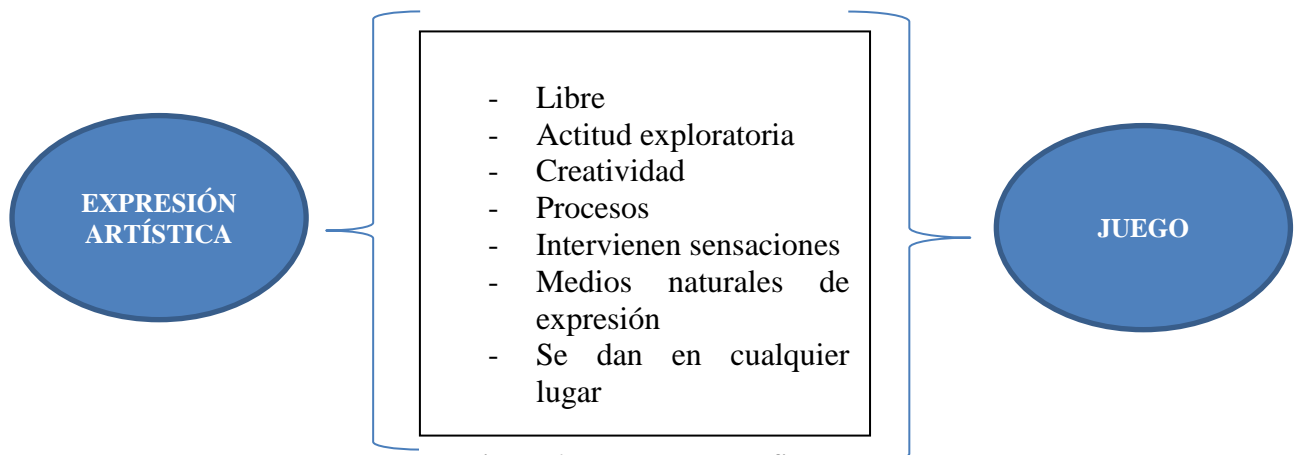 - Libre
- Actitud exploratoria
- Creatividad
- Procesos
- Intervienen sensaciones
- Medios naturales de
expresión
- Se dan en cualquier
lugar
EXPRESIÓN
ARTÍSTICA
JUEGO